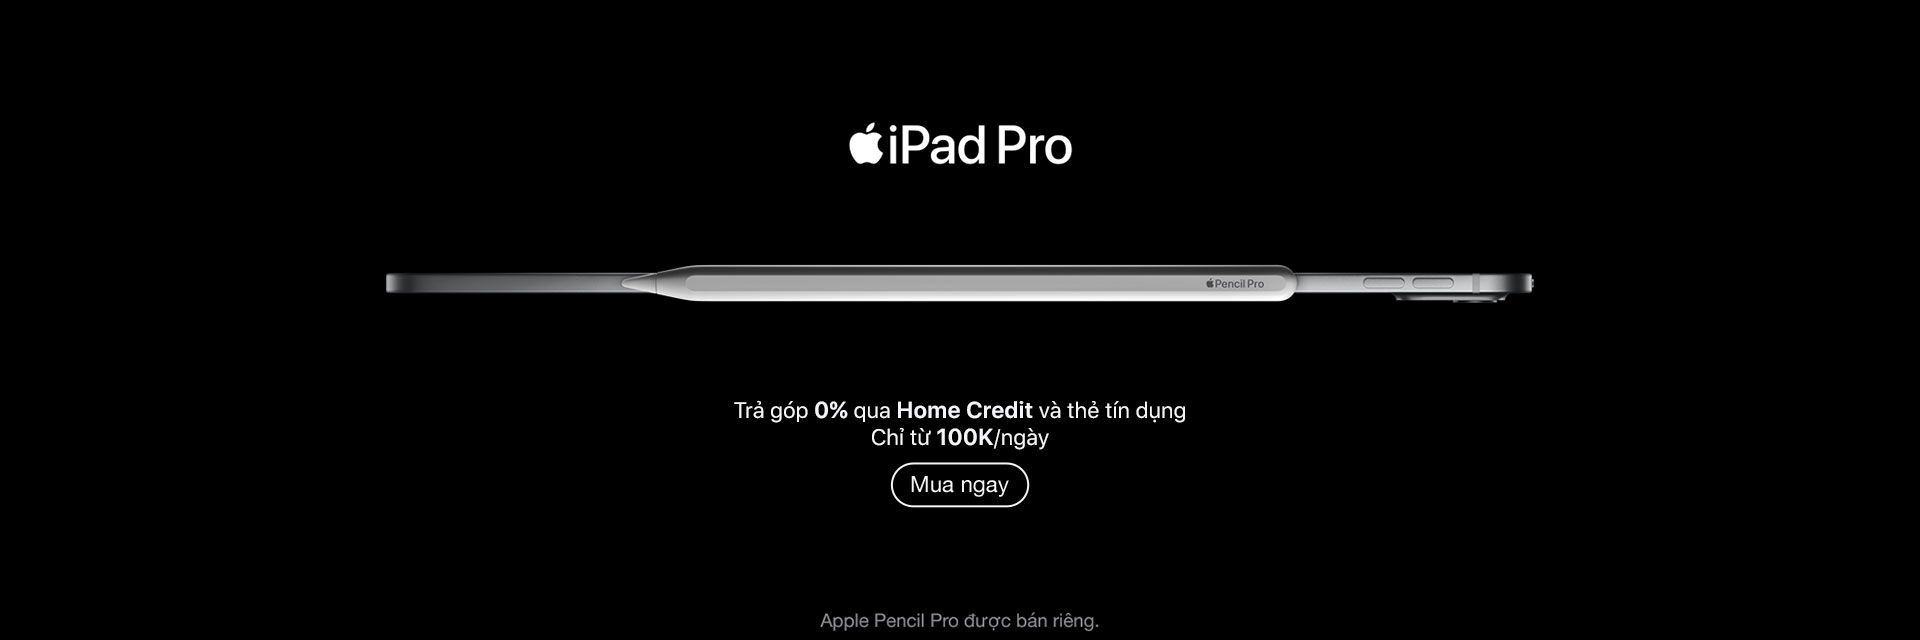 iPad Pro
Pencil Pro
Trả góp 0% qua Home Credit và thẻ tín dụng
Chỉ từ 100K/ngày
Mua ngay
Apple Pencil Pro được bán riêng.